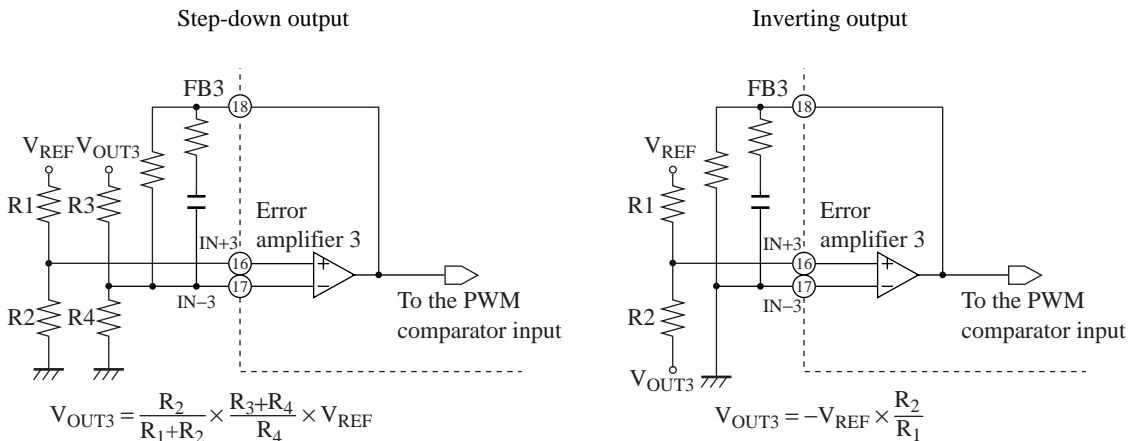 Step-down output
FB3
18
VREF VOUT3
R1
R3
Error
amplifier 3
IN+3
16
+
17
−
IN−3
R2
R4
To the PWM
comparator input
VOUT3 = R2/R1+R2 × R3+R4/R4 × VREF
Inverting output
FB3
18
VREF
R1
Error
amplifier 3
IN+3
16
+
17
−
IN−3
R2
To the PWM
comparator input
VOUT3
VOUT3 = −VREF × R2/R1